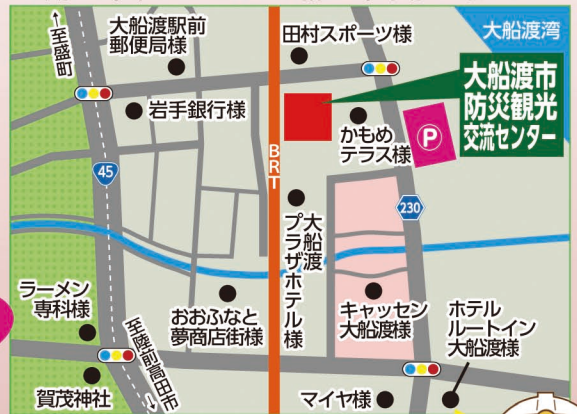 至盛町
大船渡駅前
郵便局様
田村スポーツ様
大船渡湾
大船渡市
防災観光
交流センター
岩手銀行様
かもめ
テラス様
P
BRT
45
230
大船渡
プラザホテル様
ラーメン
専科様
おおふなと
夢商店街様
キャッセン
大船渡様
ホテル
ルートイン
大船渡様
至陸前高田市
賀茂神社
マイヤ様